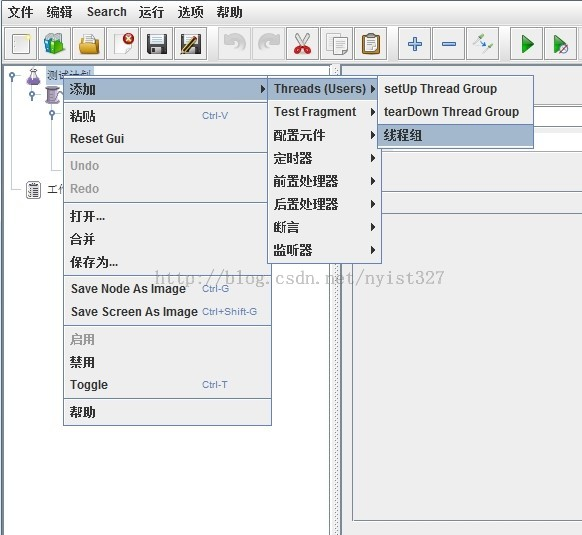 文件 编辑 Search 运行 选项 帮助
测试计划
添加
粘贴 Ctrl-V
Reset Gui
Undo
Redo
打开...
合并
保存为...
Save Node As Image Ctrl-G
Save Screen As Image Ctrl+Shift-G
启用
禁用
Toggle Ctrl-T
帮助
Threads (Users)
Test Fragment
配置元件
定时器
前置处理器
后置处理器
断言
监听器
setUp Thread Group
tearDown Thread Group
线程组
工作
http://blog.csdn.net/nyist327